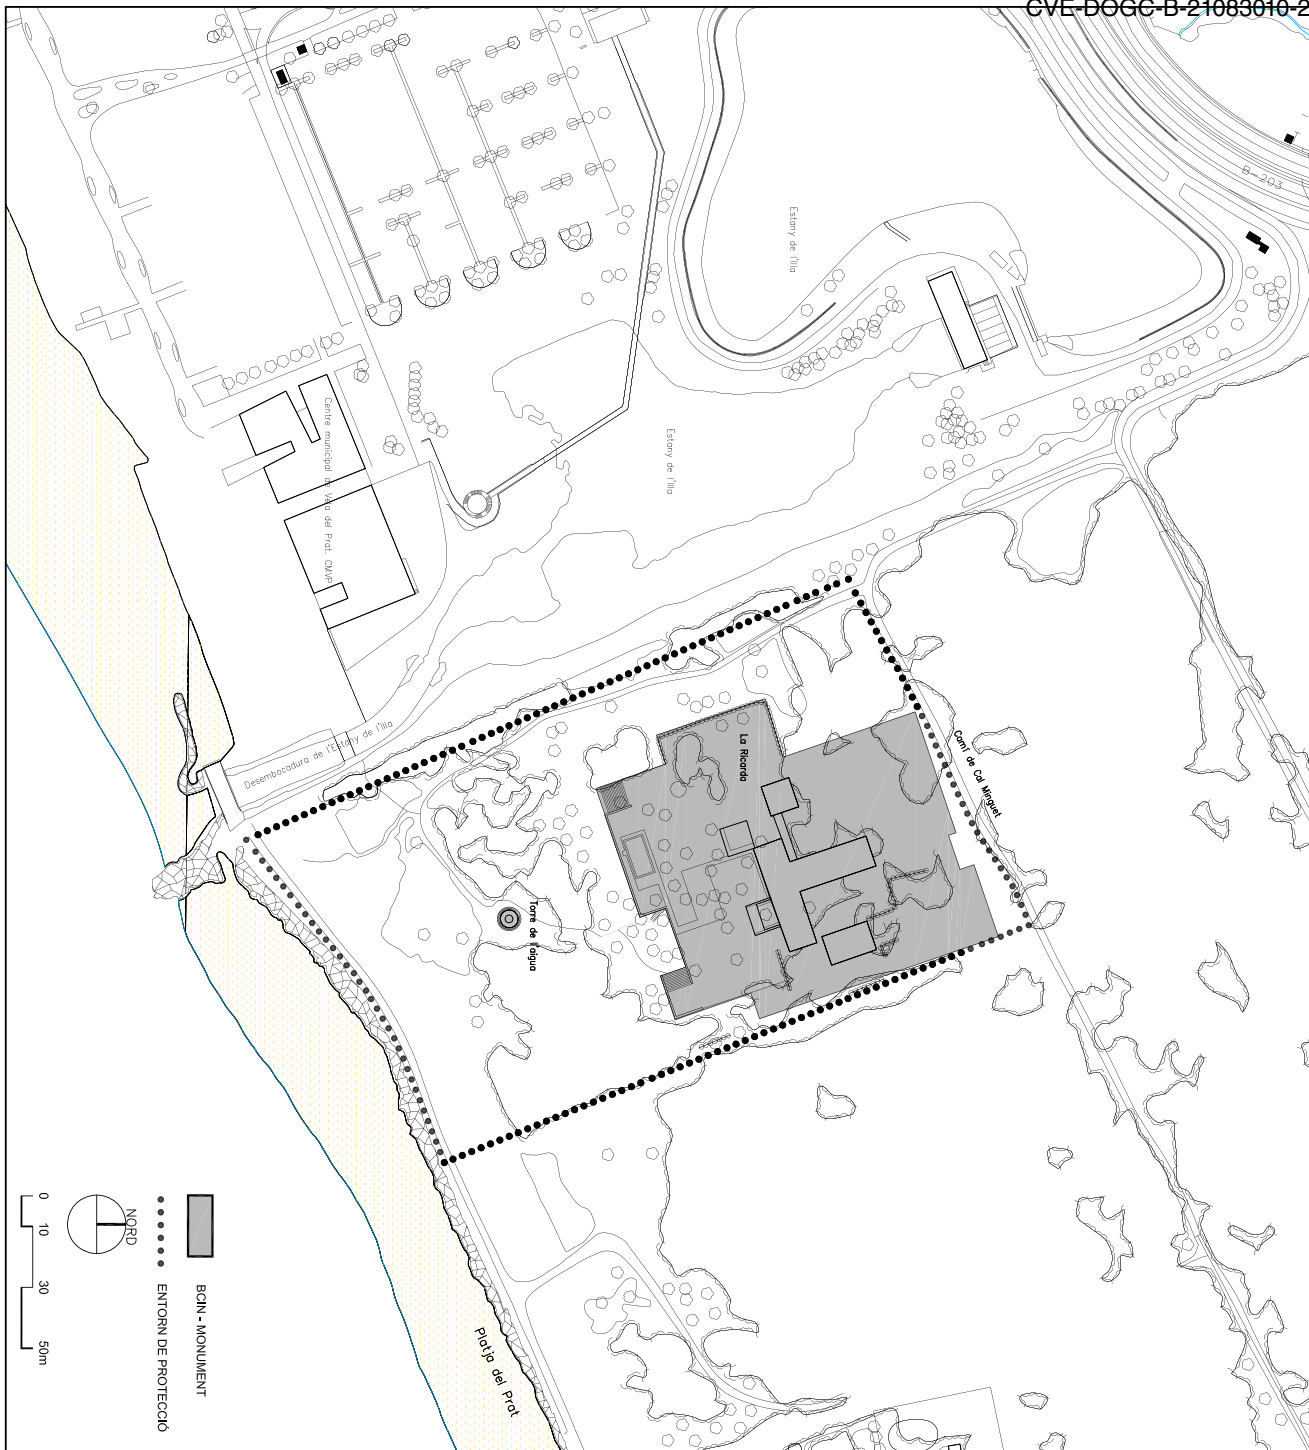 CVE-DOGC-B-21083010-2
B-203
Estany de l'Illa
Estany de l'Illa
Centre municipal de Vela del Prat. CMVP
Desembocadura de l'Estany de l'Illa
La Ricarda
Camí de Cal Minguet
Torre de l'aigua
Platja del Prat
BCIN - MONUMENT
ENTORN DE PROTECCIÓ
NORD
0 10 30 50m